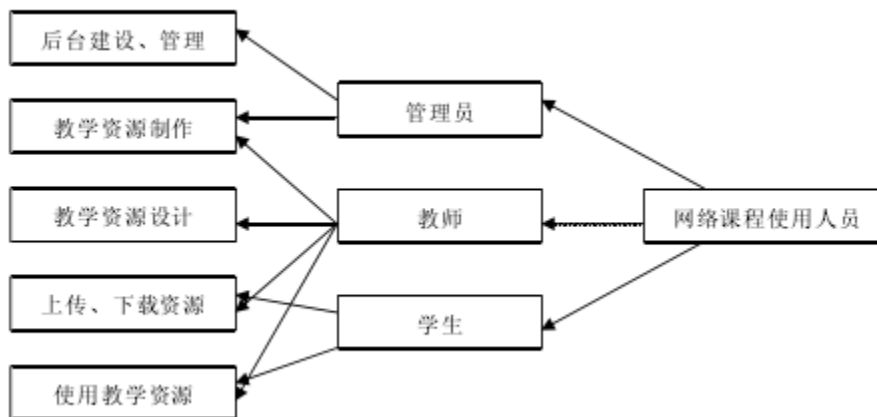 后台建设、管理
教学资源制作
教学资源设计
上传、下载资源
使用教学资源
管理员
教师
学生
网络课程使用人员